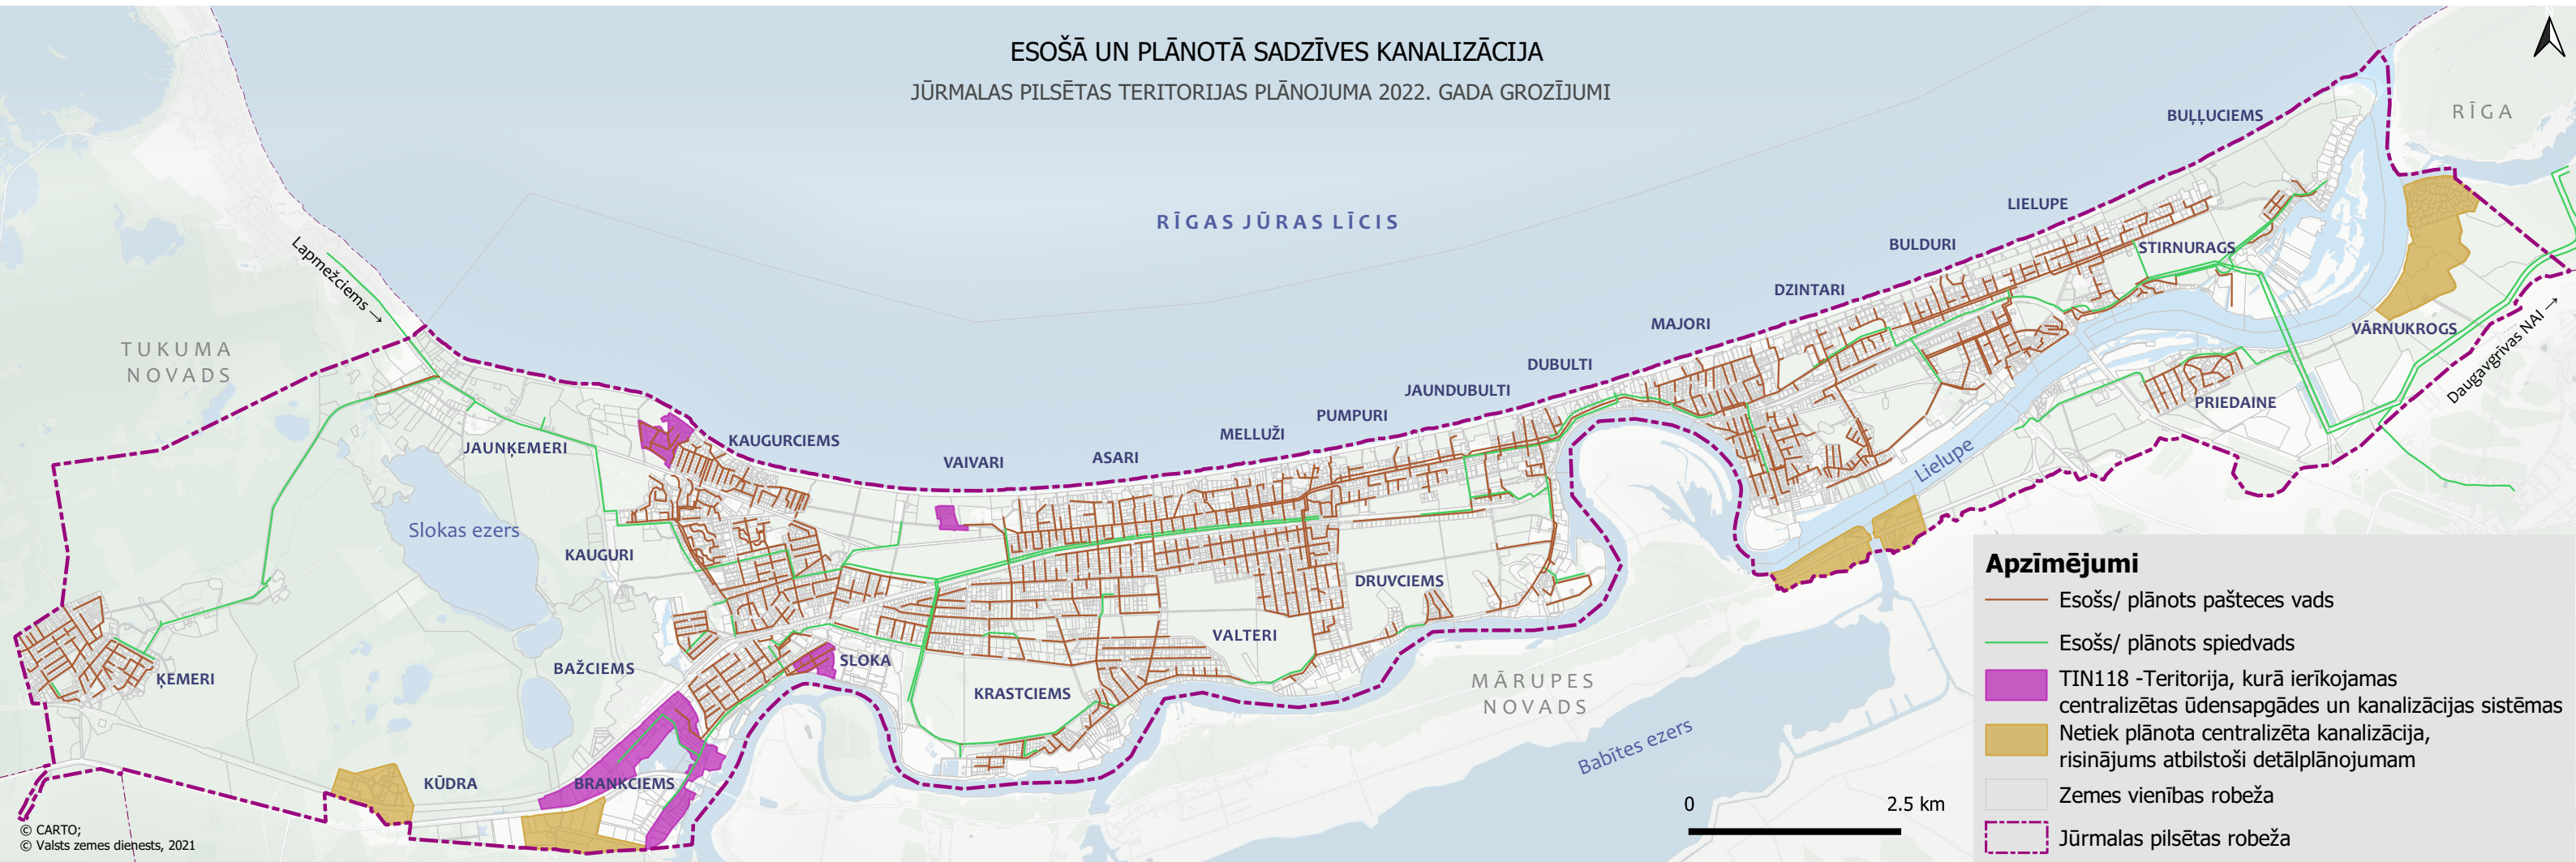 ESOŠĀ UN PLĀNOTĀ SADZĪVES KANALIZĀCIJA
JŪRMALAS PILSĒTAS TERITORIJAS PLĀNOJUMA 2022. GADA GROZĪJUMI
N
RĪGA
BUĻĻUCIEMS
LIELUPE
RĪGAS JŪRAS LĪCIS
BULDURI
STIRNURAGS
Lapmežciems →
DZINTARI
MAJORI
VĀRNUKROGS
TUKUMA
NOVADS
DUBULTI
Daugavgrīvas NAI →
JAUNDUBULTI
PRIEDAINE
PUMPURI
MELLUŽI
KAUGURCIEMS
JAUNĶEMERI
ASARI
VAIVARI
Lielupe
Slokas ezers
KAUGURI
DRUVCIEMS
VALTERI
BAŽCIEMS
SLOKA
ĶEMERI
KRASTCIEMS
MĀRUPES
NOVADS
Babītes ezers
KŪDRA
BRANKCIEMS
0
2.5 km
Apzīmējumi
Esošs/ plānots pašteces vads
Esošs/ plānots spiedvads
TIN118 -Teritorija, kurā ierīkojamas
centralizētas ūdensapgādes un kanalizācijas sistēmas
Netiek plānota centralizēta kanalizācija,
risinājums atbilstoši detālplānojumam
Zemes vienības robeža
Jūrmalas pilsētas robeža
© CARTO;
© Valsts zemes dienests, 2021